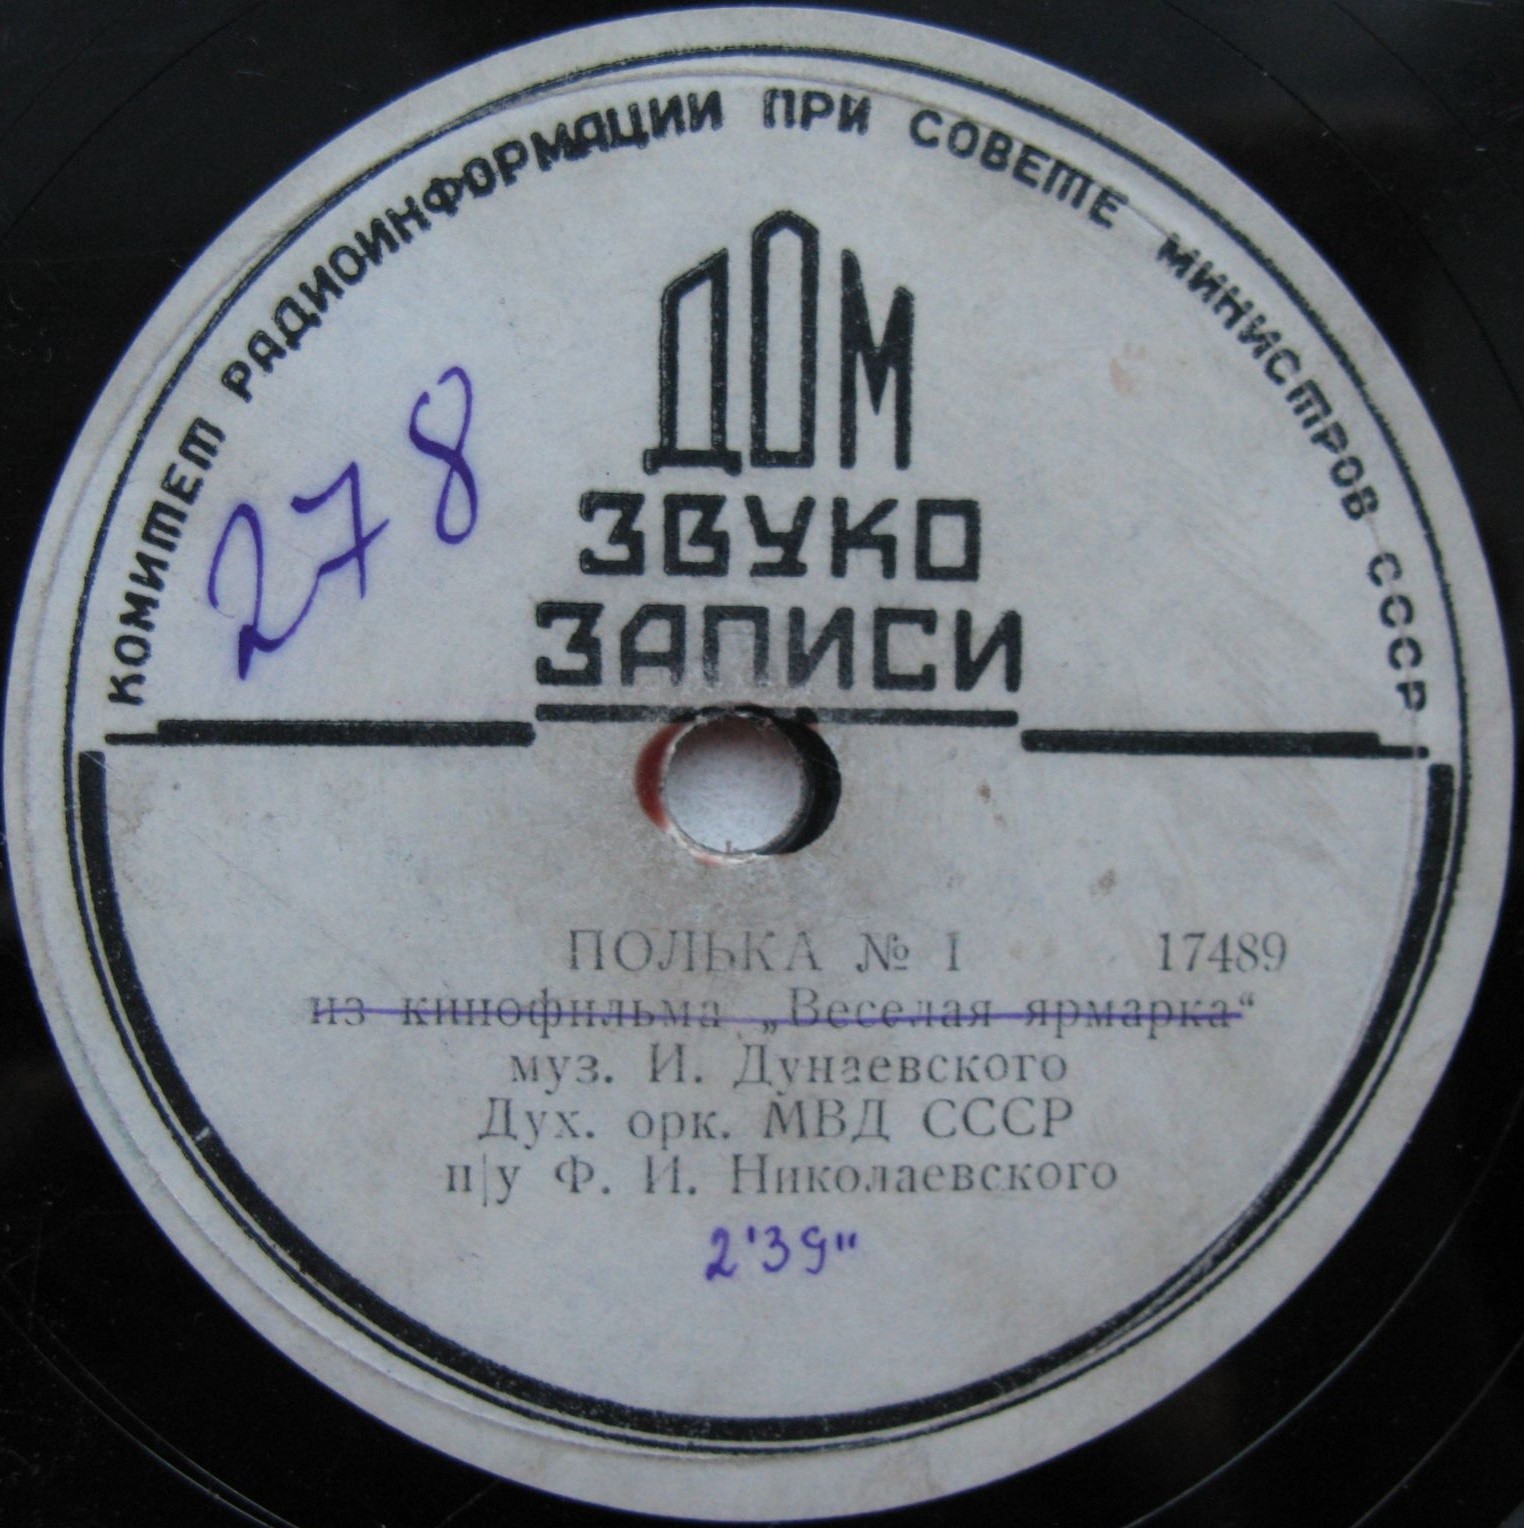 КОМИТЕТ РАДИОИНФОРМАЦИИ ПРИ СОВЕТЕ МИНИСТРОВ СССР
278
ДОМ
ЗВУКО
ЗАПИСИ
ПОЛЬКА № I 17489
из кинофильма „Веселая ярмарка“
муз. И. Дунаевского
Дух. орк. МВД СССР
п/у Ф. И. Николаевского
2'39"